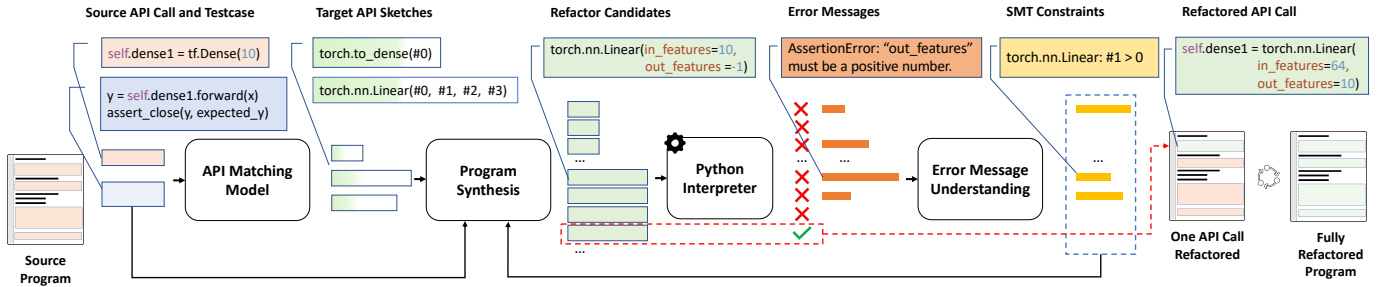 Source API Call and Testcase
Target API Sketches
Refactor Candidates
Error Messages
SMT Constraints
Refactored API Call
self.dense1 = tf.Dense(10)
y = self.dense1.forward(x)
assert_close(y, expected_y)
torch.to_dense(#0)
torch.nn.Linear(#0, #1, #2, #3)
torch.nn.Linear(in_features=10,
out_features =-1)
AssertionError: “out_features”
must be a positive number.
torch.nn.Linear: #1 > 0
self.dense1 = torch.nn.Linear(
in_features=64,
out_features=10)
API Matching
Model
Program
Synthesis
...
...
Python
Interpreter
...
...
Error Message
Understanding
...
Source
Program
One API Call
Refactored
Fully
Refactored
Program